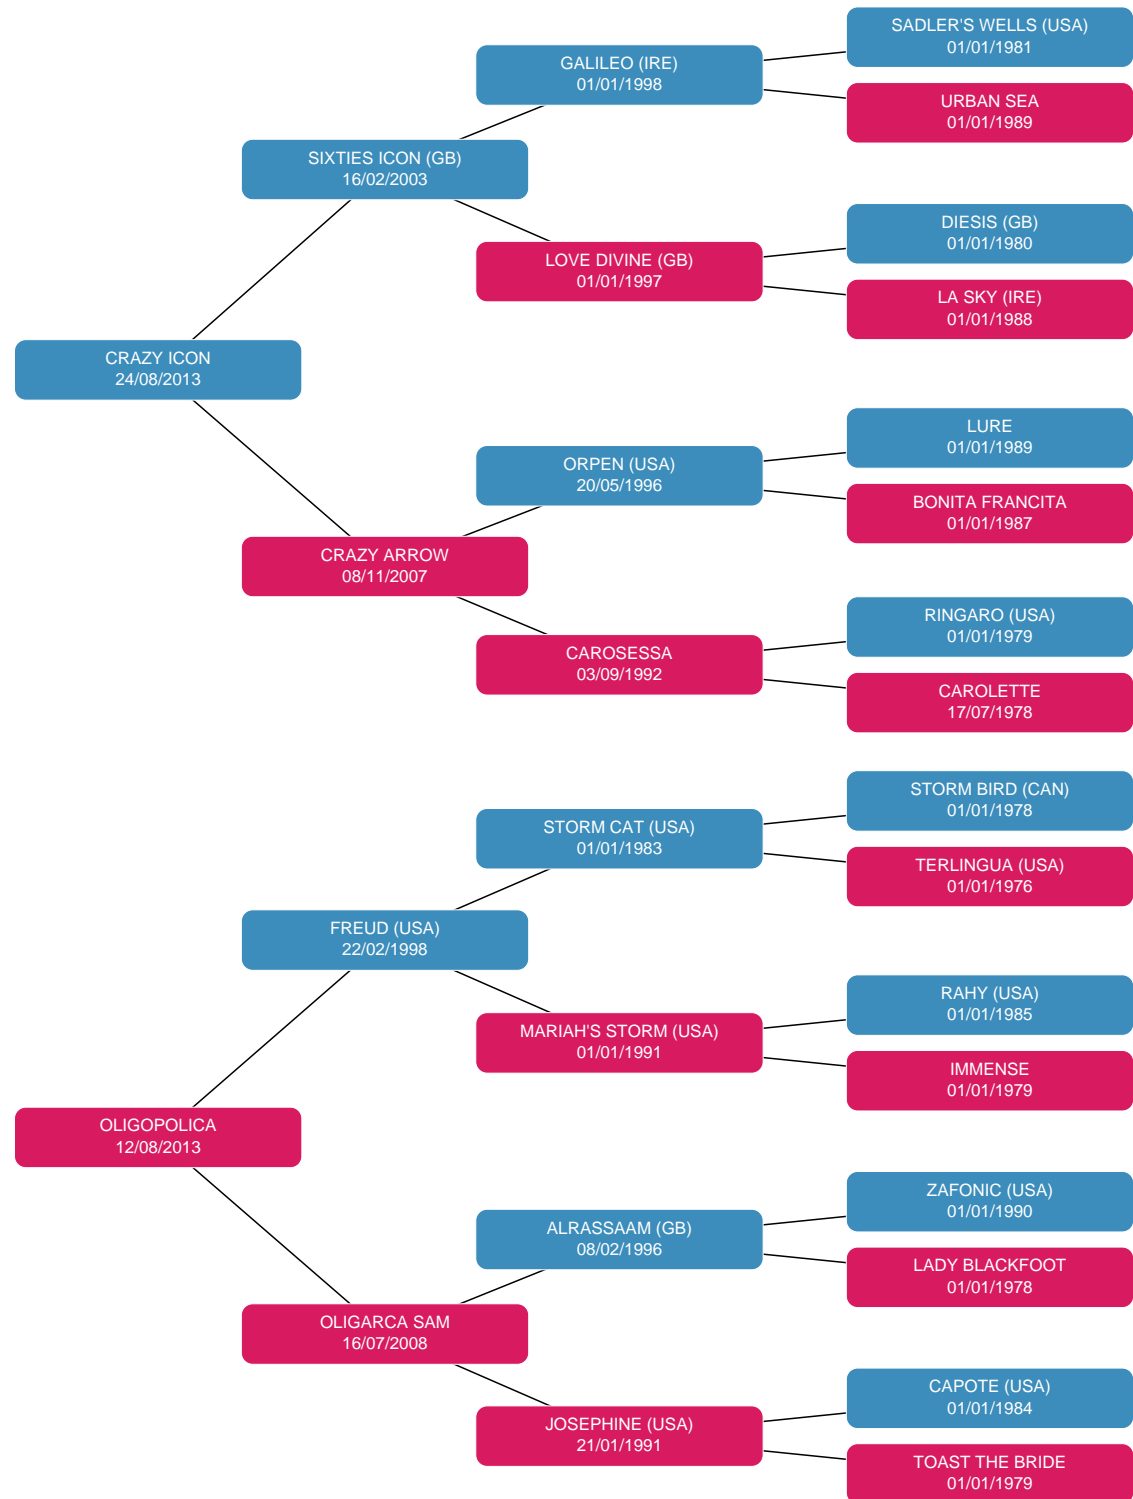 SADLER'S WELLS (USA)
01/01/1981
GALILEO (IRE)
01/01/1998
URBAN SEA
01/01/1989
SIXTIES ICON (GB)
16/02/2003
DIESIS (GB)
01/01/1980
LOVE DIVINE (GB)
01/01/1997
LA SKY (IRE)
01/01/1988
CRAZY ICON
24/08/2013
LURE
01/01/1989
ORPEN (USA)
20/05/1996
BONITA FRANCITA
01/01/1987
CRAZY ARROW
08/11/2007
RINGARO (USA)
01/01/1979
CAROSESSA
03/09/1992
CAROLETTE
17/07/1978
STORM BIRD (CAN)
01/01/1978
STORM CAT (USA)
01/01/1983
TERLINGUA (USA)
01/01/1976
FREUD (USA)
22/02/1998
RAHY (USA)
01/01/1985
MARIAH'S STORM (USA)
01/01/1991
IMMENSE
01/01/1979
OLIGOPOLICA
12/08/2013
ZAFONIC (USA)
01/01/1990
ALRASSAAM (GB)
08/02/1996
LADY BLACKFOOT
01/01/1978
OLIGARCA SAM
16/07/2008
CAPOTE (USA)
01/01/1984
JOSEPHINE (USA)
21/01/1991
TOAST THE BRIDE
01/01/1979